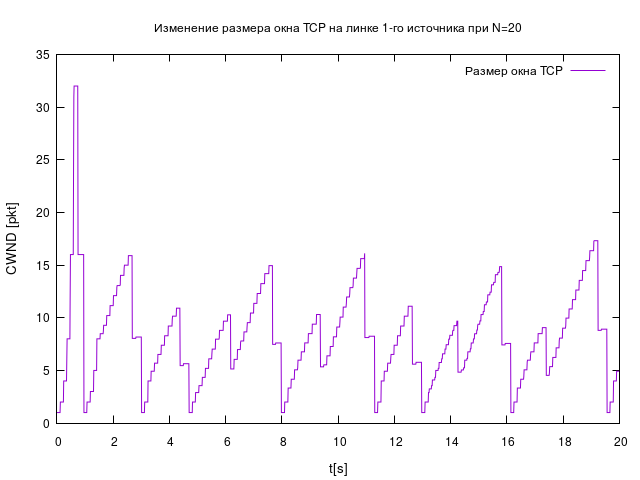 Изменение размера окна TCP на линке 1-го источника при N=20
Размер окна TCP
CWND [pkt]
35
30
25
20
15
10
5
0
0 2 4 6 8 10 12 14 16 18 20
t[s]